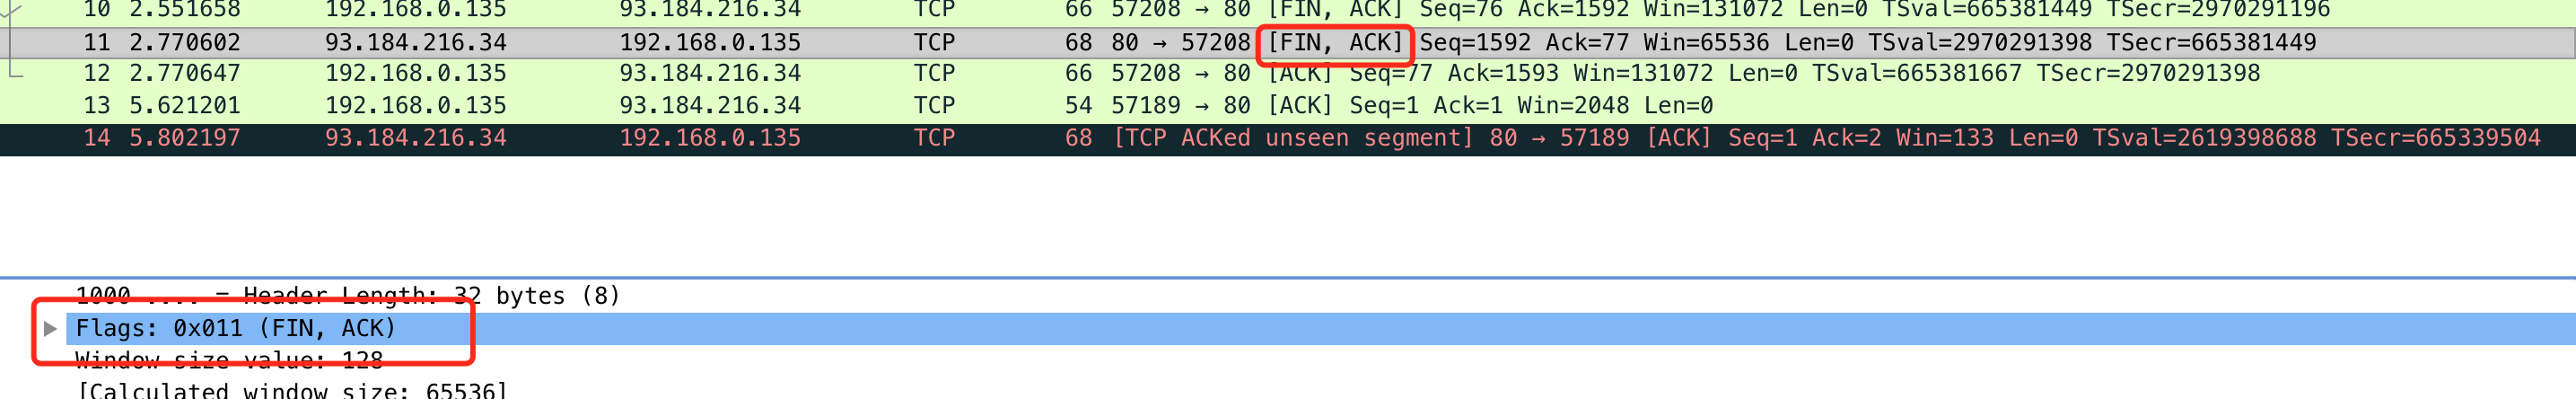 10 2.551658 192.168.0.135 93.184.216.34 TCP 66 57208 → 80 [FIN, ACK] Seq=76 Ack=1592 Win=131072 Len=0 TSval=665381449 TSecr=2970291196
11 2.770602 93.184.216.34 192.168.0.135 TCP 68 80 → 57208 [FIN, ACK] Seq=1592 Ack=77 Win=65536 Len=0 TSval=2970291398 TSecr=665381449
12 2.770647 192.168.0.135 93.184.216.34 TCP 66 57208 → 80 [ACK] Seq=77 Ack=1593 Win=131072 Len=0 TSval=665381667 TSecr=2970291398
13 5.621201 192.168.0.135 93.184.216.34 TCP 54 57189 → 80 [ACK] Seq=1 Ack=1 Win=2048 Len=0
14 5.802197 93.184.216.34 192.168.0.135 TCP 68 [TCP ACKed unseen segment] 80 → 57189 [ACK] Seq=1 Ack=2 Win=133 Len=0 TSval=2619398688 TSecr=665339504
1000 .... = Header Length: 32 bytes (8)
Flags: 0x011 (FIN, ACK)
Window size value: 128
[Calculated window size: 65536]